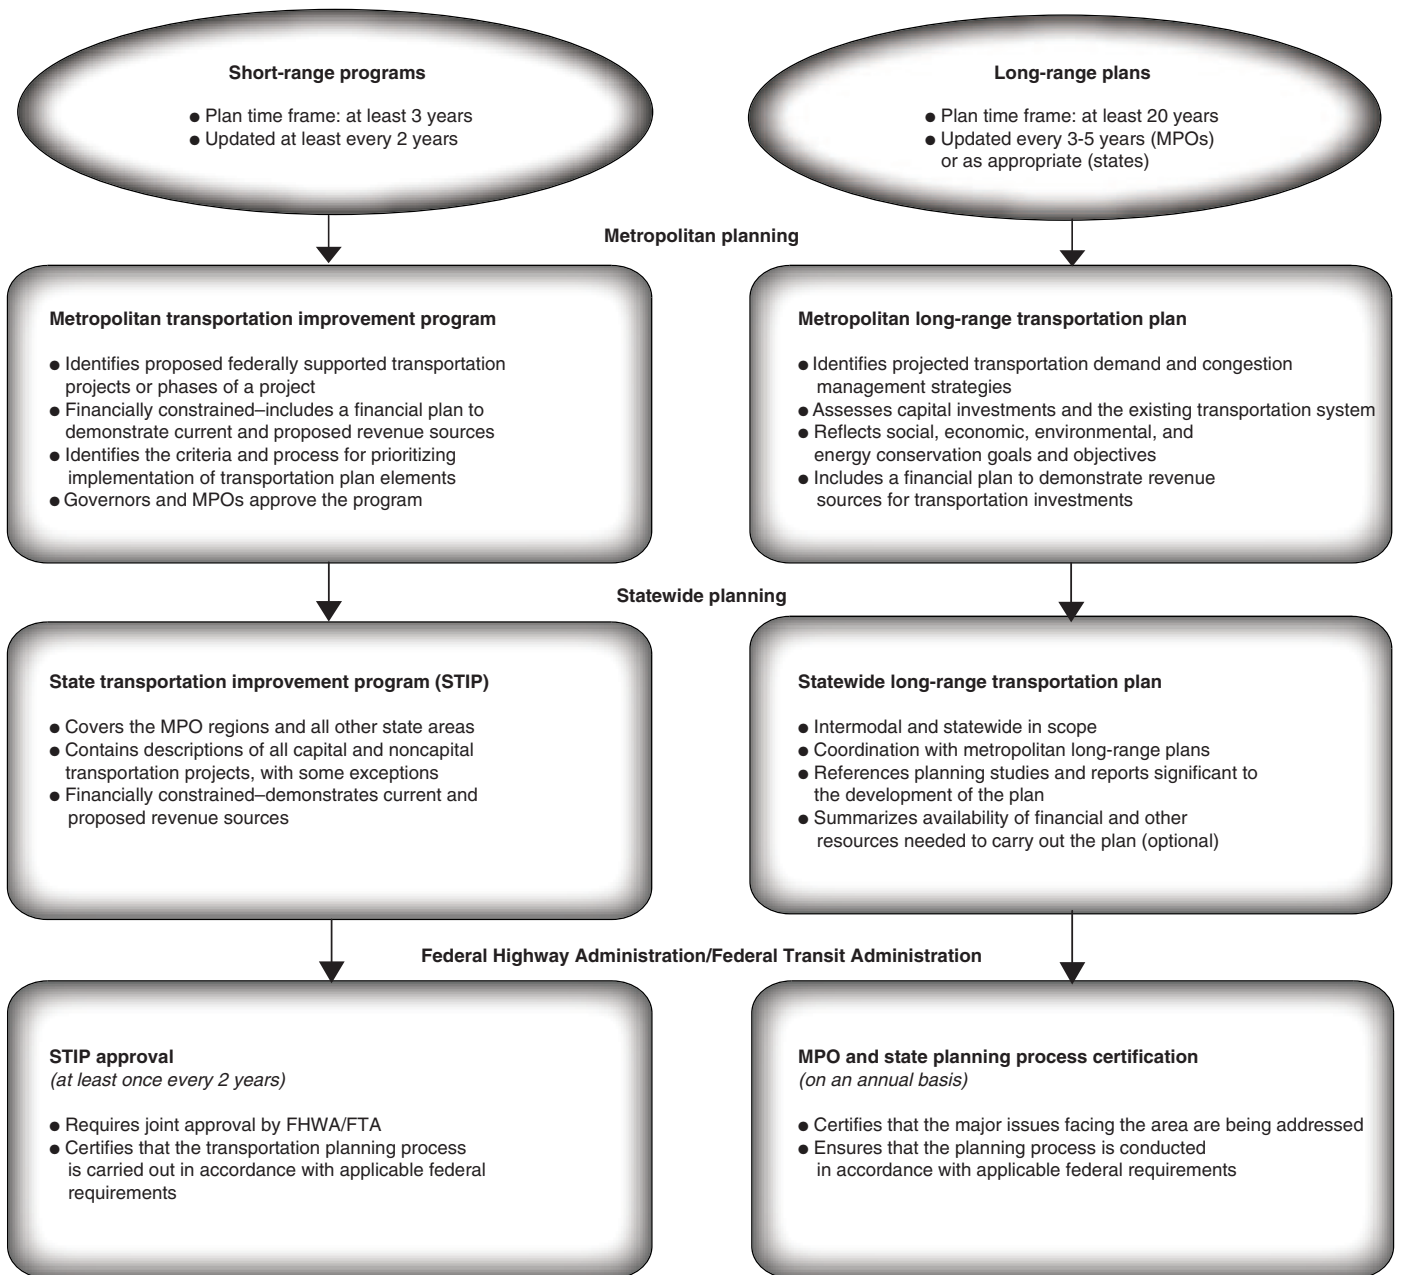 Short-range programs
● Plan time frame: at least 3 years
● Updated at least every 2 years
Long-range plans
● Plan time frame: at least 20 years
● Updated every 3-5 years (MPOs)
or as appropriate (states)
Metropolitan planning
Metropolitan transportation improvement program
● Identifies proposed federally supported transportation
projects or phases of a project
● Financially constrained–includes a financial plan to
demonstrate current and proposed revenue sources
● Identifies the criteria and process for prioritizing
implementation of transportation plan elements
● Governors and MPOs approve the program
Metropolitan long-range transportation plan
● Identifies projected transportation demand and congestion
management strategies
● Assesses capital investments and the existing transportation system
● Reflects social, economic, environmental, and
energy conservation goals and objectives
● Includes a financial plan to demonstrate revenue
sources for transportation investments
Statewide planning
State transportation improvement program (STIP)
● Covers the MPO regions and all other state areas
● Contains descriptions of all capital and noncapital
transportation projects, with some exceptions
● Financially constrained–demonstrates current and
proposed revenue sources
Statewide long-range transportation plan
● Intermodal and statewide in scope
● Coordination with metropolitan long-range plans
● References planning studies and reports significant to
the development of the plan
● Summarizes availability of financial and other
resources needed to carry out the plan (optional)
Federal Highway Administration/Federal Transit Administration
STIP approval
(at least once every 2 years)
● Requires joint approval by FHWA/FTA
● Certifies that the transportation planning process
is carried out in accordance with applicable federal
requirements
MPO and state planning process certification
(on an annual basis)
● Certifies that the major issues facing the area are being addressed
● Ensures that the planning process is conducted
in accordance with applicable federal requirements